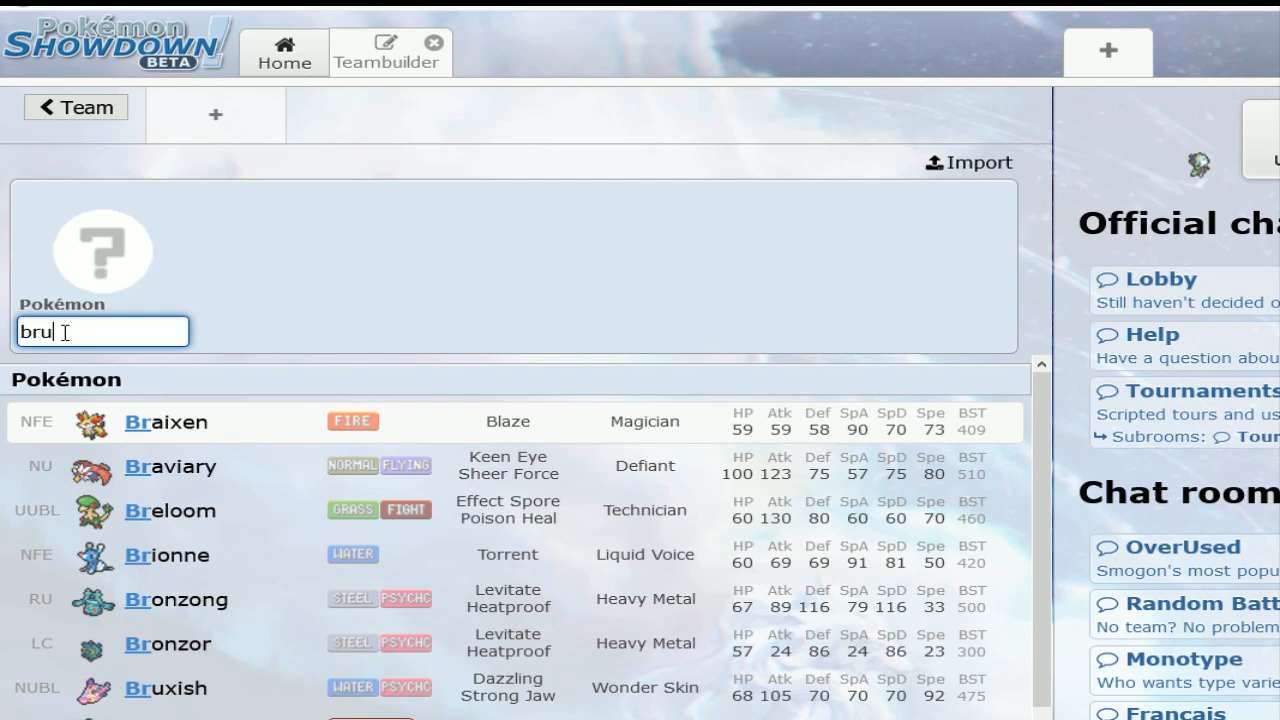 Pokémon
SHOWDOWN!
BETA
Home
Teambuilder
+
Team
+
Import
Pokémon
bru
Pokémon
NFE Braixen FIRE Blaze Magician HP 59 Atk 59 Def 58 SpA 90 SpD 70 Spe 73 BST 409
NU Braviary NORMAL FLYING Keen Eye Sheer Force Defiant HP 100 Atk 123 Def 75 SpA 57 SpD 75 Spe 80 BST 510
UUBL Breloom GRASS FIGHT Effect Spore Poison Heal Technician HP 60 Atk 130 Def 80 SpA 60 SpD 60 Spe 70 BST 460
NFE Brionne WATER Torrent Liquid Voice HP 60 Atk 69 Def 69 SpA 91 SpD 81 Spe 50 BST 420
RU Bronzong STEEL PSYCHC Levitate Heatproof Heavy Metal HP 67 Atk 89 Def 116 SpA 79 SpD 116 Spe 33 BST 500
LC Bronzor STEEL PSYCHC Levitate Heatproof Heavy Metal HP 57 Atk 24 Def 86 SpA 24 SpD 86 Spe 23 BST 300
NUBL Bruxish WATER PSYCHC Dazzling Strong Jaw Wonder Skin HP 68 Atk 105 Def 70 SpA 70 SpD 70 Spe 92 BST 475
Official cha
Lobby
Still haven't decided o
Help
Have a question abou
Tournaments
Scripted tours and us
↳ Subrooms: Tour
Chat room
OverUsed
Smogon's most popu
Random Batt
No team? No problem
Monotype
Who wants type varie
Français